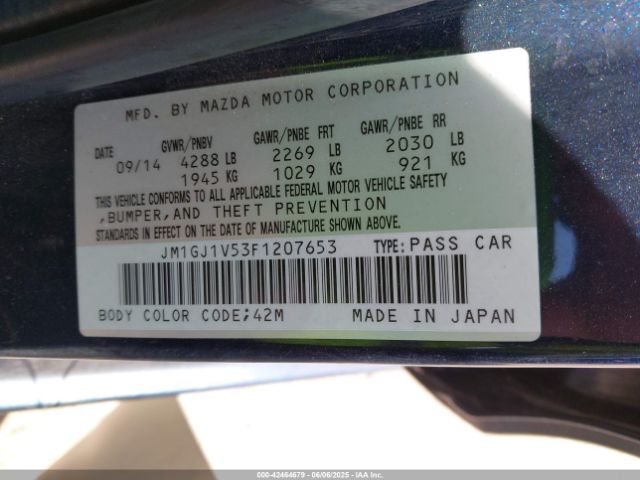 MFD. BY MAZDA MOTOR CORPORATION
DATE GVWR/PNBV GAWR/PNBE FRT GAWR/PNBE RR
09/14 4288 LB 2269 LB 2030 LB
1945 KG 1029 KG 921 KG
THIS VEHICLE CONFORMS TO ALL APPLICABLE FEDERAL MOTOR VEHICLE SAFETY
,BUMPER,AND THEFT PREVENTION
STANDARDS IN EFFECT ON THE DATE OF MANUFACTURE SHOWN ABOVE.
JM1GJ1V53F1207653 TYPE:PASS CAR
BODY COLOR CODE;42M MADE IN JAPAN
000-42464679 - 06/06/2025 - IAA Inc.